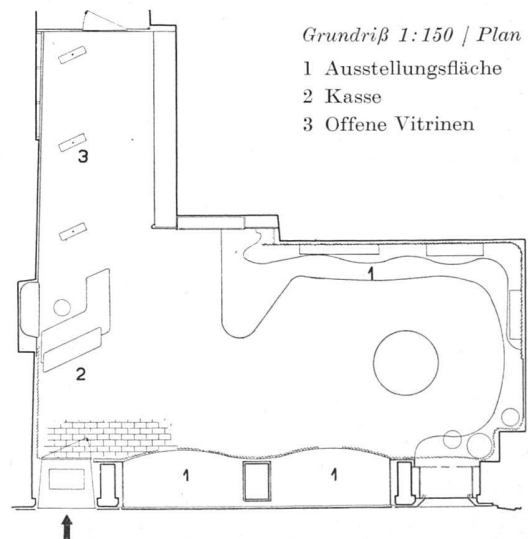 Grundriß 1:150 / Plan
1 Ausstellungsfläche
2 Kasse
3 Offene Vitrinen
3
1
2
1 1